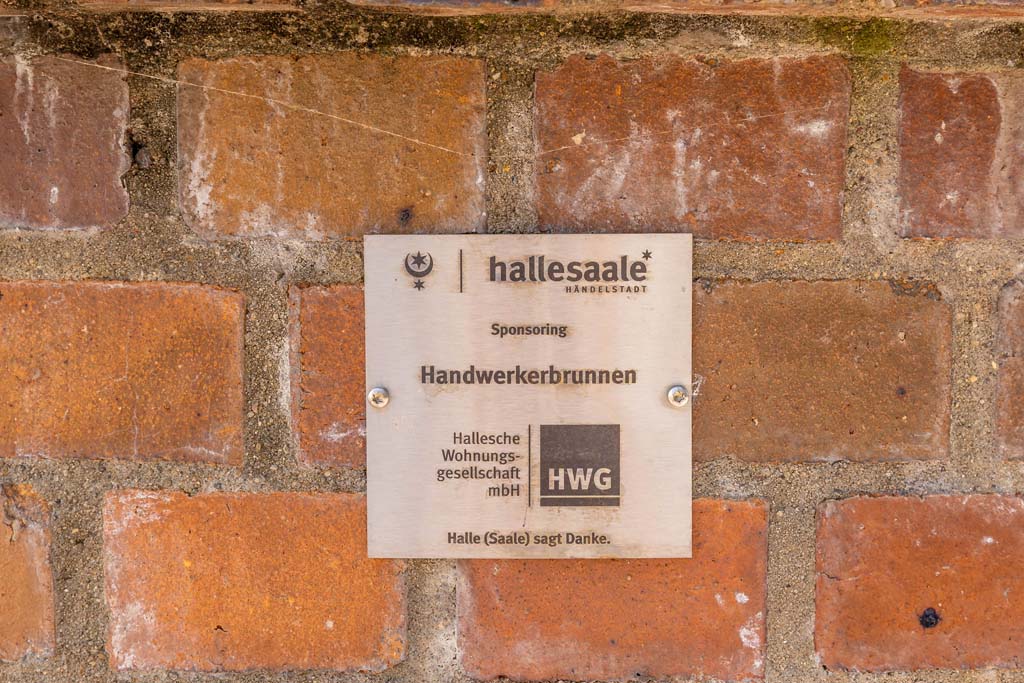 hallesaale*
HÄNDELSTADT
Sponsoring
Handwerkerbrunnen
Hallesche
Wohnungs-
gesellschaft
mbH
HWG
Halle (Saale) sagt Danke.